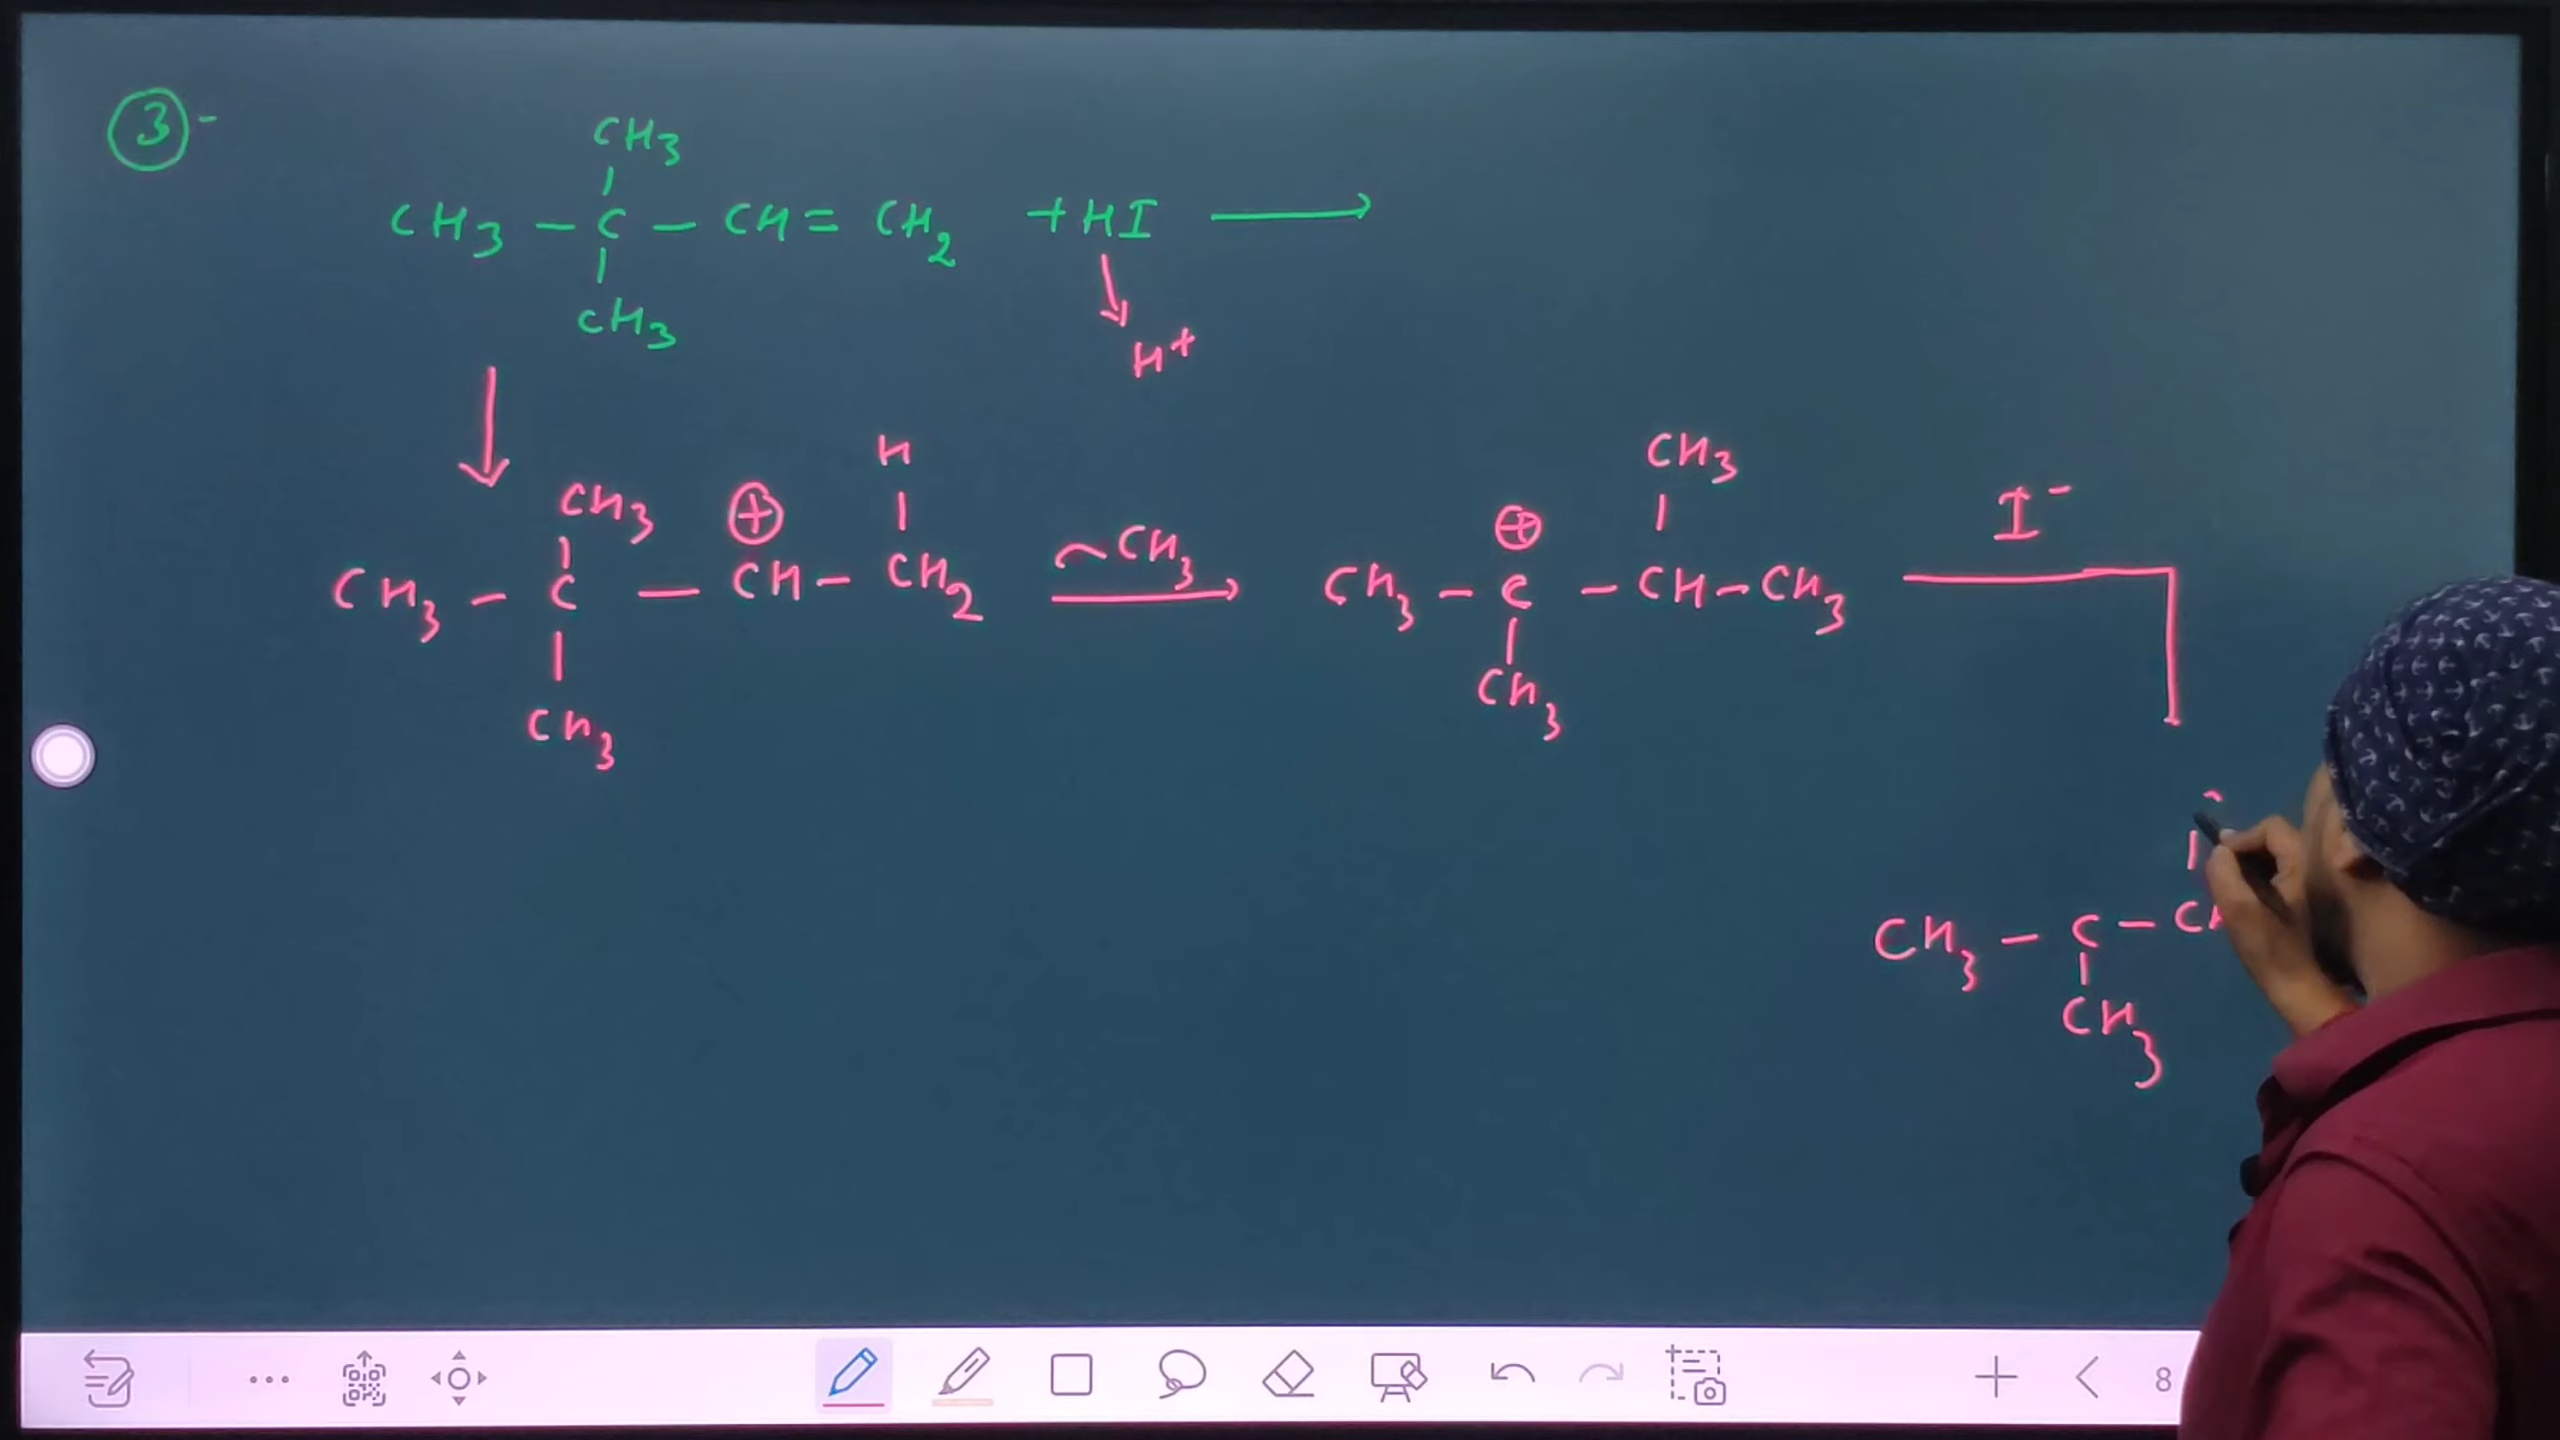 3 -
CH3
CH3 - C - CH = CH2 + HI ⟶
CH3
H+
H
CH3 ⊕
CH3 - C - CH - CH2
CH3
CH3
CH3
⊕
CH3 - C - CH - CH3
CH3
I-
CH3 - C -
CH3
8